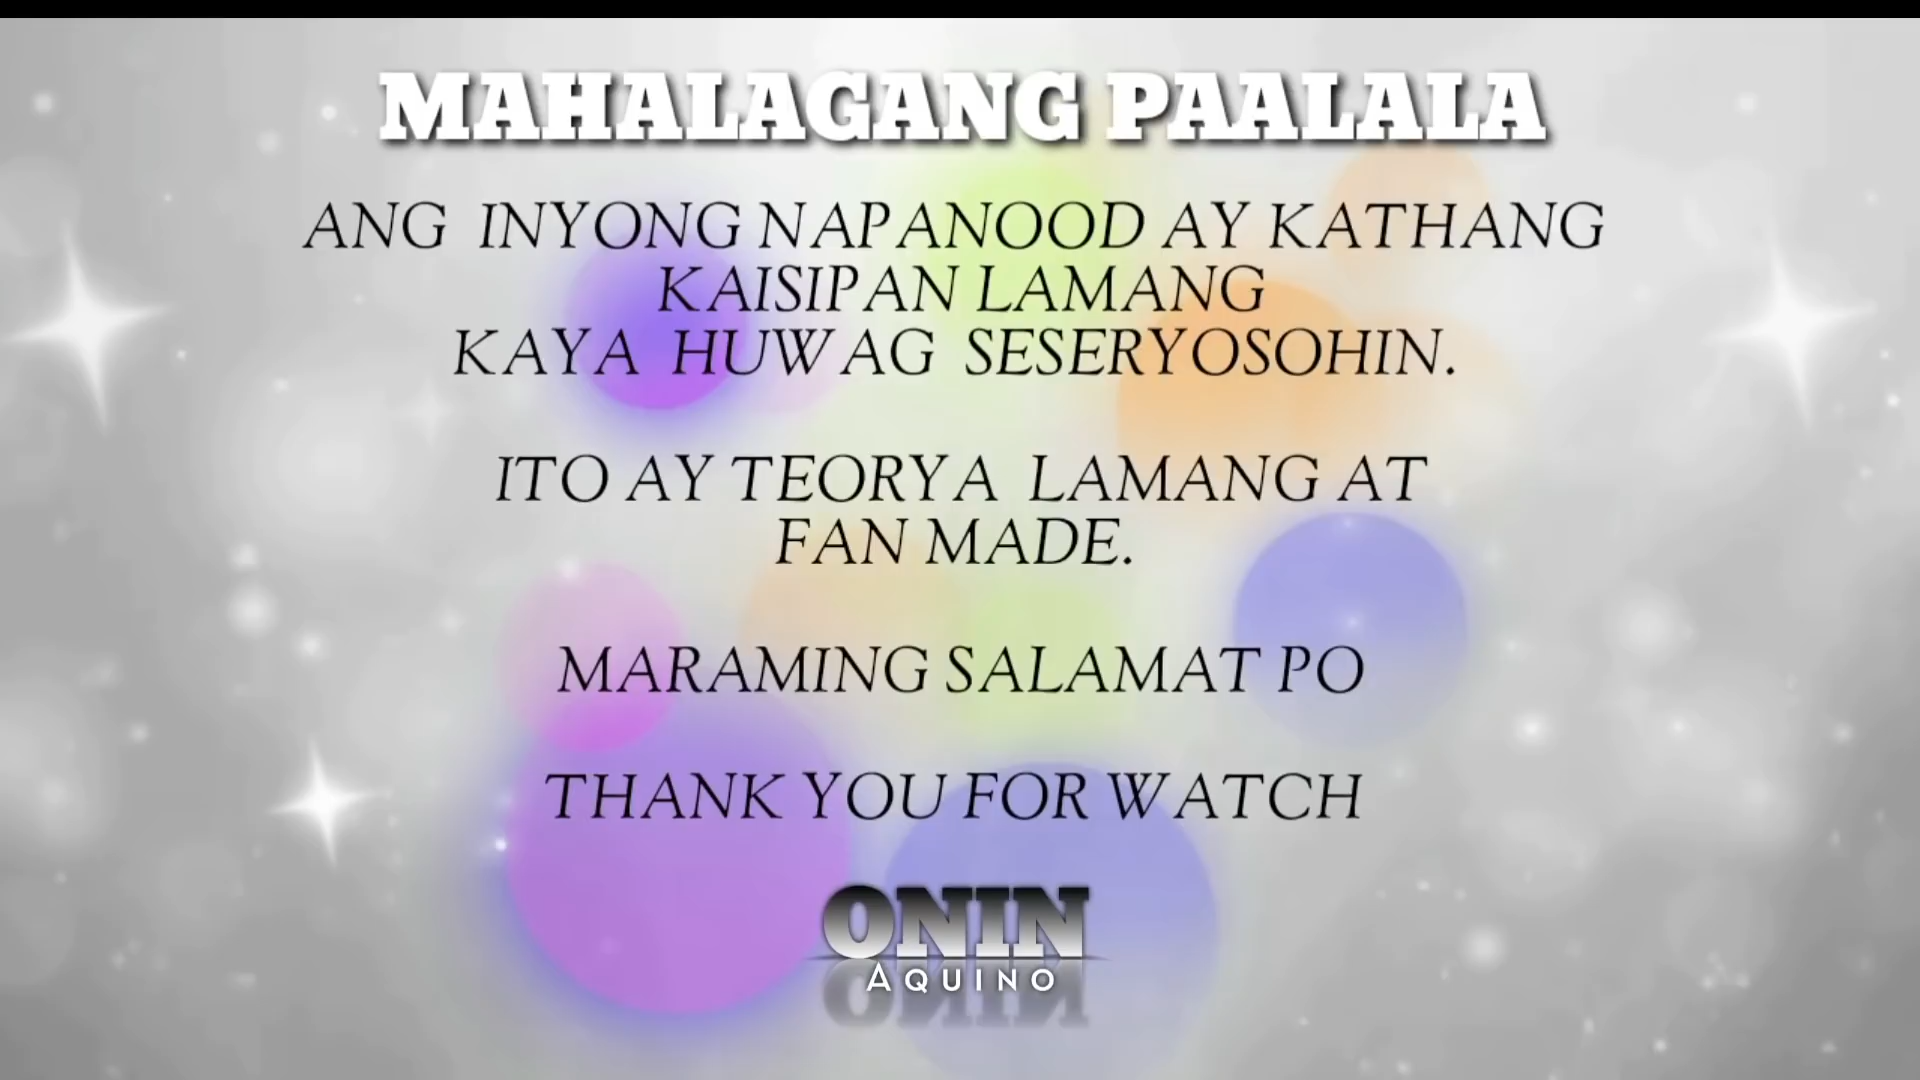 MAHALAGANG PAALALA
ANG INYONG NAPANOOD AY KATHANG
KAISIPAN LAMANG
KAYA HUWAG SESERYOSOHIN.
ITO AY TEORYA LAMANG AT
FAN MADE.
MARAMING SALAMAT PO
THANK YOU FOR WATCH
ONIN
AQUINO